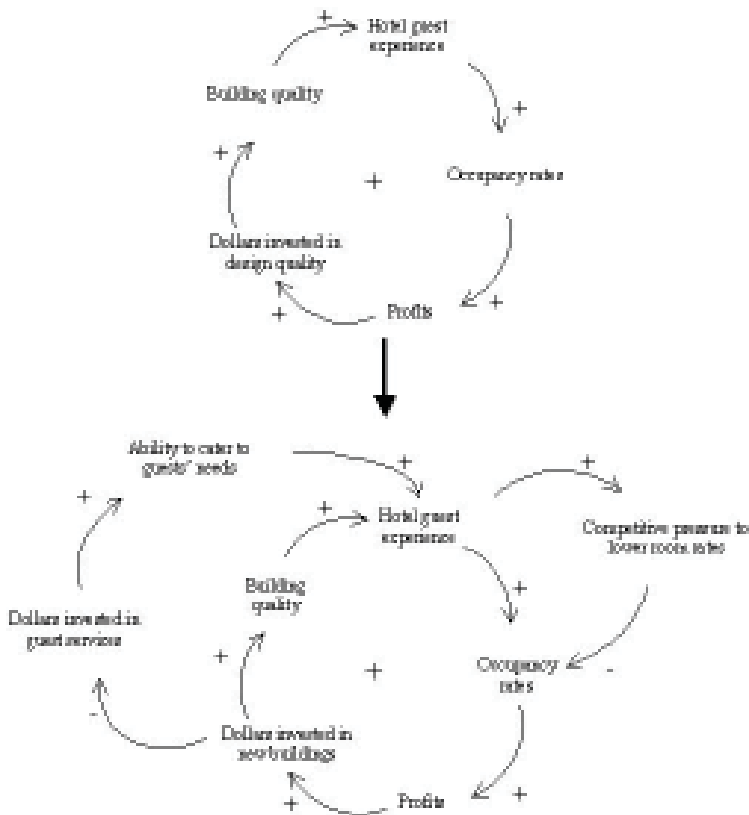 +
Hotel guest
experience
Building quality
+
+
+
Occupancy rates
Dollars invested in
design quality
+
Profits
+
Ability to cater to
guests' needs
+
+
+
+
Hotel guest
experience
Competitive pressure to
lower room rates
Building
quality
+
Dollars invested in
guest services
+
+
Occupancy
rates
-
-
Dollars invested in
new buildings
+
Profits
+